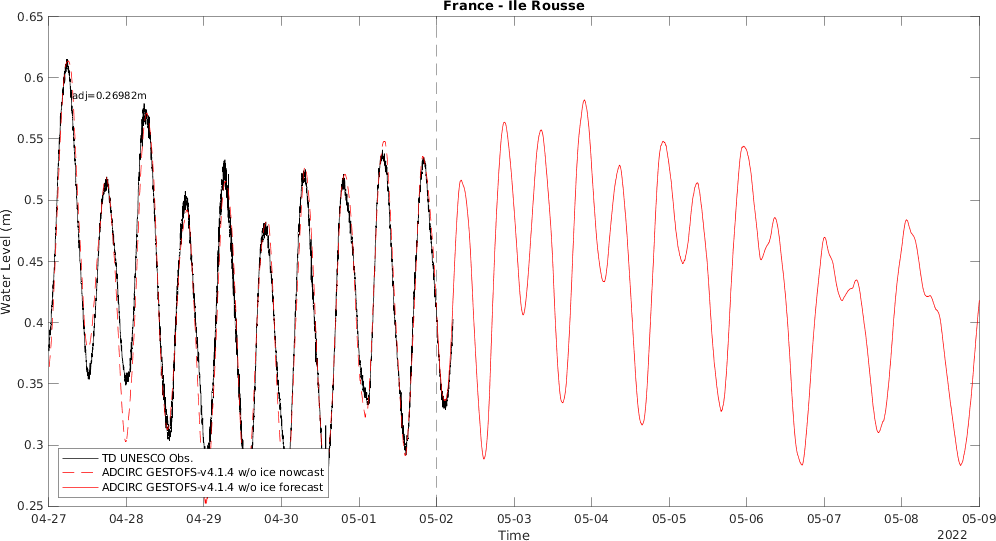 France - Ile Rousse
Water Level (m)
0.65
0.6
0.55
0.5
0.45
0.4
0.35
0.3
0.25
adj=0.26982m
TD UNESCO Obs.
ADCIRC GESTOFS-v4.1.4 w/o ice nowcast
ADCIRC GESTOFS-v4.1.4 w/o ice forecast
04-27 04-28 04-29 04-30 05-01 05-02 05-03 05-04 05-05 05-06 05-07 05-08 05-09
Time
2022